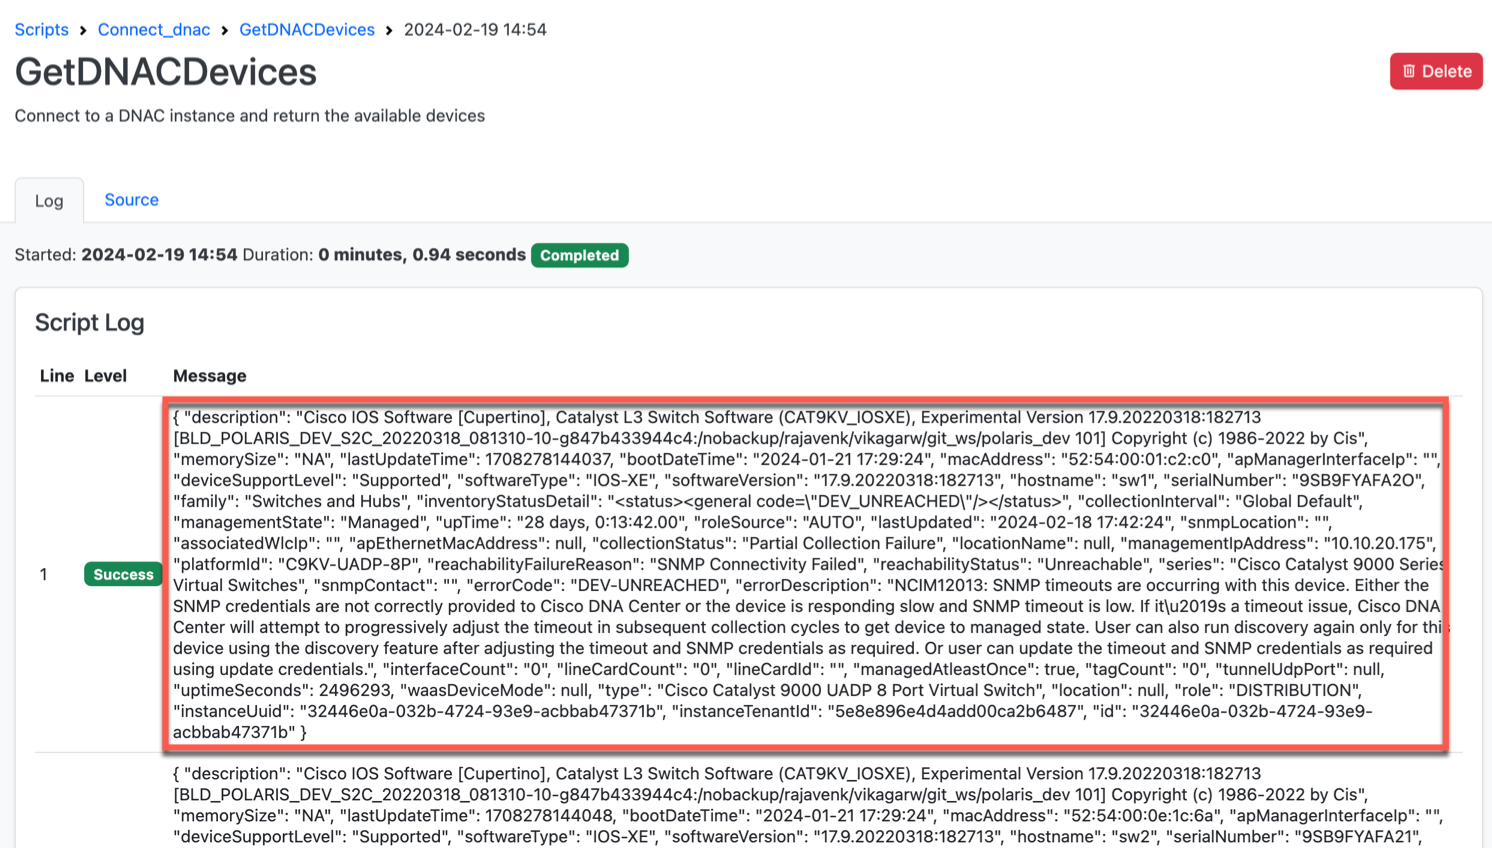 Scripts > Connect_dnac > GetDNACDevices > 2024-02-19 14:54
GetDNACDevices
Delete
Connect to a DNAC instance and return the available devices
Log
Source
Started: 2024-02-19 14:54 Duration: 0 minutes, 0.94 seconds Completed
Script Log
Line Level Message
{ "description": "Cisco IOS Software [Cupertino], Catalyst L3 Switch Software (CAT9KV_IOSXE), Experimental Version 17.9.20220318:182713
[BLD_POLARIS_DEV_S2C_20220318_081310-10-g847b433944c4:/nobackup/rajavenk/vikagarw/git_ws/polaris_dev 101] Copyright (c) 1986-2022 by Cis",
"memorySize": "NA", "lastUpdateTime": 1708278144037, "bootDateTime": "2024-01-21 17:29:24", "macAddress": "52:54:00:01:c2:c0", "apManagerInterfaceIp": "",
"deviceSupportLevel": "Supported", "softwareType": "IOS-XE", "softwareVersion": "17.9.20220318:182713", "hostname": "sw1", "serialNumber": "9SB9FYAFA2O",
"family": "Switches and Hubs", "inventoryStatusDetail": "<status><general code=\"DEV_UNREACHED\"/></status>", "collectionInterval": "Global Default",
"managementState": "Managed", "upTime": "28 days, 0:13:42.00", "roleSource": "AUTO", "lastUpdated": "2024-02-18 17:42:24", "snmpLocation": "",
"associatedWlcIp": "", "apEthernetMacAddress": null, "collectionStatus": "Partial Collection Failure", "locationName": null, "managementIpAddress": "10.10.20.175",
1 Success "platformId": "C9KV-UADP-8P", "reachabilityFailureReason": "SNMP Connectivity Failed", "reachabilityStatus": "Unreachable", "series": "Cisco Catalyst 9000 Series
Virtual Switches", "snmpContact": "", "errorCode": "DEV-UNREACHED", "errorDescription": "NCIM12013: SNMP timeouts are occurring with this device. Either the
SNMP credentials are not correctly provided to Cisco DNA Center or the device is responding slow and SNMP timeout is low. If it\u2019s a timeout issue, Cisco DNA
Center will attempt to progressively adjust the timeout in subsequent collection cycles to get device to managed state. User can also run discovery again only for this
device using the discovery feature after adjusting the timeout and SNMP credentials as required. Or user can update the timeout and SNMP credentials as required
using update credentials.", "interfaceCount": "0", "lineCardCount": "0", "lineCardId": "", "managedAtleastOnce": true, "tagCount": "0", "tunnelUdpPort": null,
"uptimeSeconds": 2496293, "waasDeviceMode": null, "type": "Cisco Catalyst 9000 UADP 8 Port Virtual Switch", "location": null, "role": "DISTRIBUTION",
"instanceUuid": "32446e0a-032b-4724-93e9-acbbab47371b", "instanceTenantId": "5e8e896e4d4add00ca2b6487", "id": "32446e0a-032b-4724-93e9-
acbbab47371b" }
{ "description": "Cisco IOS Software [Cupertino], Catalyst L3 Switch Software (CAT9KV_IOSXE), Experimental Version 17.9.20220318:182713
[BLD_POLARIS_DEV_S2C_20220318_081310-10-g847b433944c4:/nobackup/rajavenk/vikagarw/git_ws/polaris_dev 101] Copyright (c) 1986-2022 by Cis",
"memorySize": "NA", "lastUpdateTime": 1708278144048, "bootDateTime": "2024-01-21 17:29:24", "macAddress": "52:54:00:0e:1c:6a", "apManagerInterfaceIp": "",
"deviceSupportLevel": "Supported", "softwareType": "IOS-XE", "softwareVersion": "17.9.20220318:182713", "hostname": "sw2", "serialNumber": "9SB9FYAFA21",